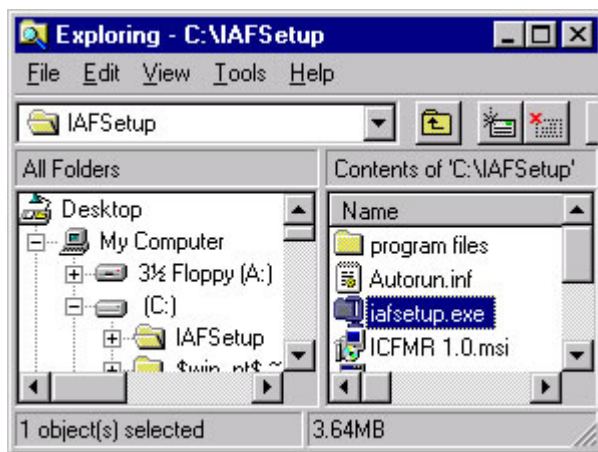 Exploring - C:\IAFSetup
File Edit View Tools Help
IAFSetup
All Folders
Contents of 'C:\IAFSetup'
Desktop
My Computer
3½ Floppy (A:)
(C:)
IAFSetup
Name
program files
Autorun.inf
iafsetup.exe
ICFMR 1.0.msi
1 object(s) selected
3.64MB